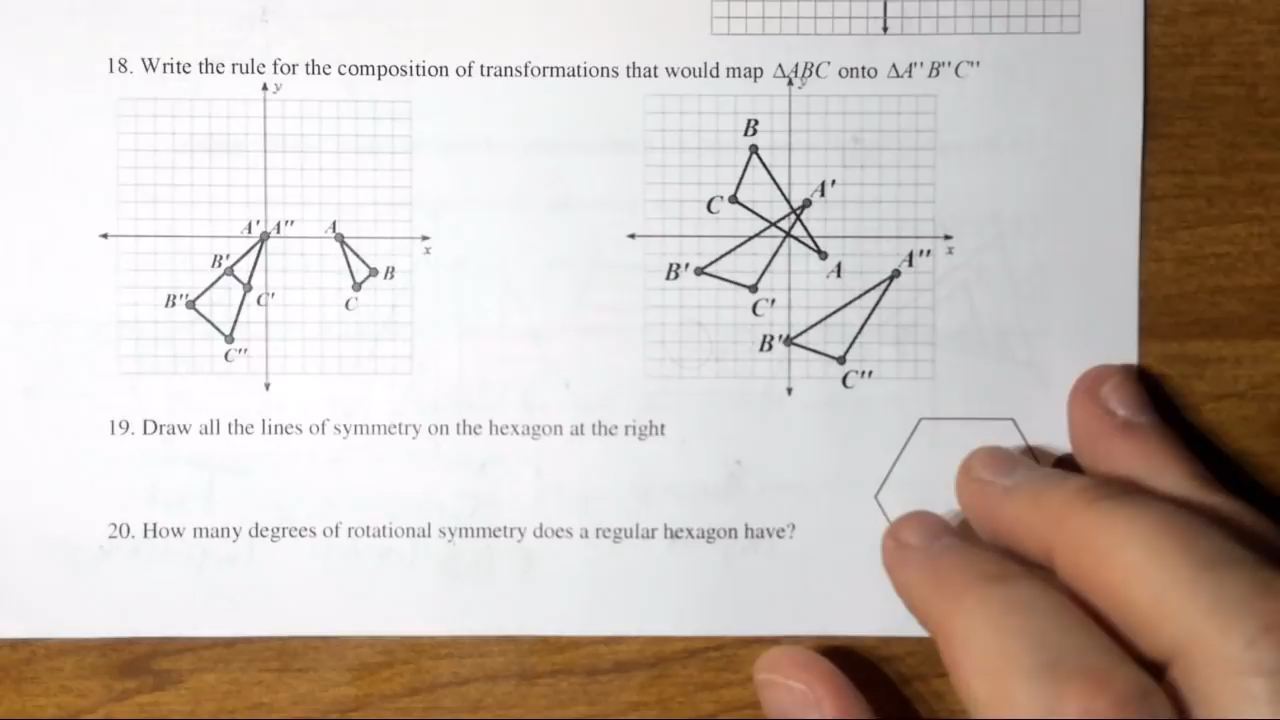 18. Write the rule for the composition of transformations that would map ΔABC onto ΔA''B''C''
y
A' A'' A x
B' B
B'' C' C
C''
y
B
C A'
x
B' A A''
C'
B''
C''
19. Draw all the lines of symmetry on the hexagon at the right
20. How many degrees of rotational symmetry does a regular hexagon have?